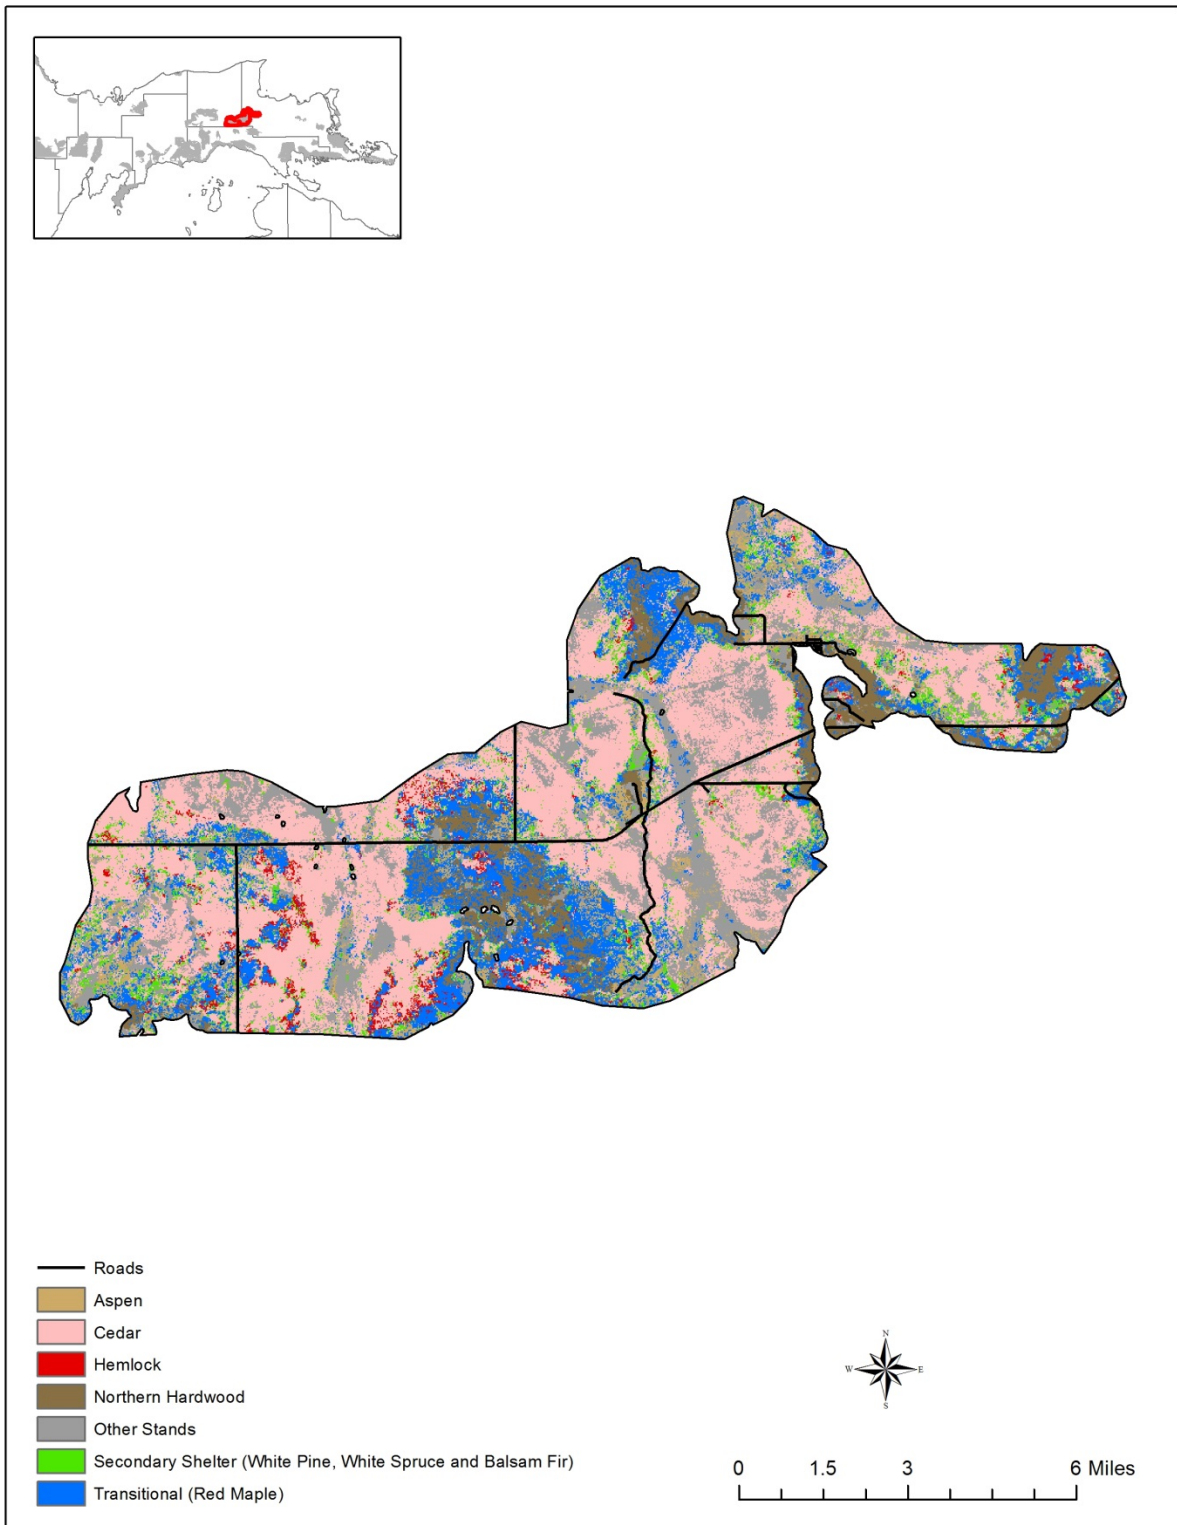 Roads
Aspen
Cedar
Hemlock
Northern Hardwood
Other Stands
Secondary Shelter (White Pine, White Spruce and Balsam Fir)
Transitional (Red Maple)
N
W E
S
0 1.5 3 6 Miles